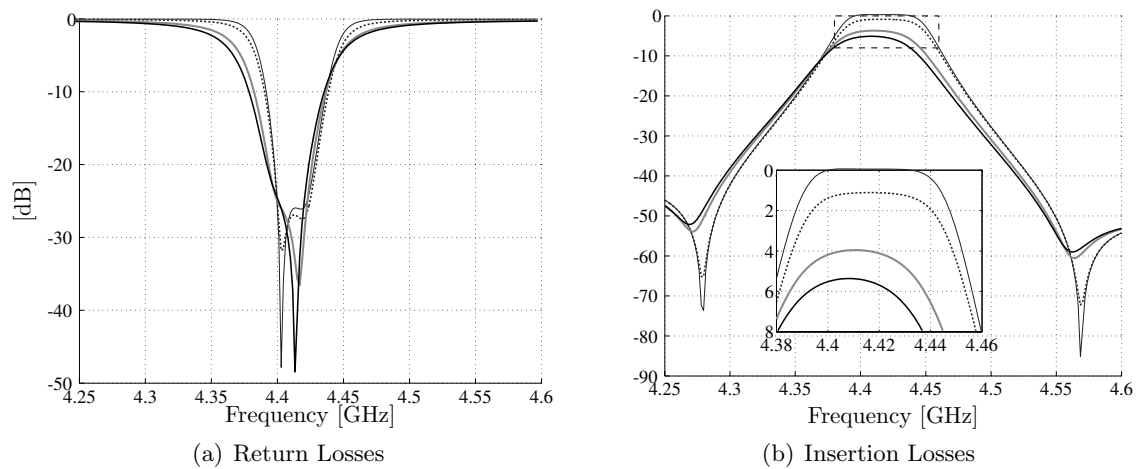 0
-10
-20
-30
-40
-50
[dB]
4.25 4.3 4.35 4.4 4.45 4.5 4.55 4.6
Frequency [GHz]
(a) Return Losses
0
-10
-20
-30
-40
-50
-60
-70
-80
-90
0
2
4
6
8
4.38 4.4 4.42 4.44 4.46
4.25 4.3 4.35 4.4 4.45 4.5 4.55 4.6
Frequency [GHz]
(b) Insertion Losses